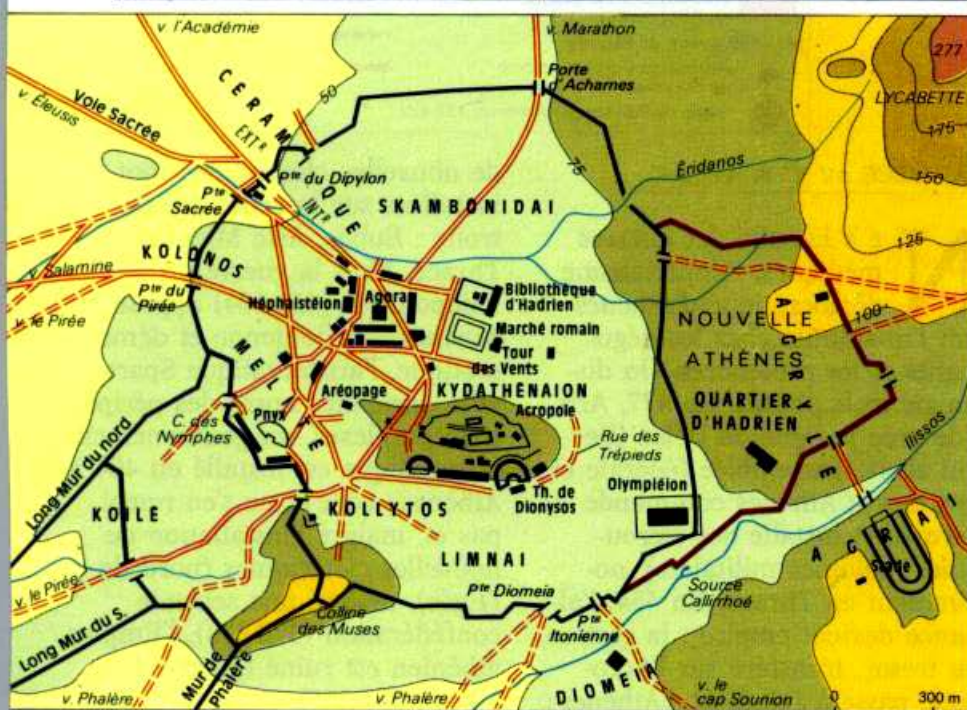 v. l'Académie
v. Marathon
Porte
d'Acharnes
277
LYCABETTE
175
150
125
100
75
50
v. Éleusis
Voie Sacrée
CERAMIQUE
EXTR
INTR
Pte du Dipylon
Pte
Sacrée
SKAMBONIDAI
Éridanos
KOLONOS
v. Salamine
Pte du
Pirée
v. le Pirée
Héphaistéion
Agora
Bibliothèque
d'Hadrien
Marché romain
Tour
des Vents
NOUVELLE
ATHÈNES
QUARTIER
D'HADRIEN
AGRYLE
MELITE
Aréopage
KYDATHÉNAION
Acropole
C. des
Nymphes
Pnyx
Rue des
Trépieds
Ilissos
Long Mur du nord
KOILÉ
KOLLYTOS
Th. de
Dionysos
Olympiéion
AGRAI
Stade
LIMNAI
v. le Pirée
Pte Diomeia
Source
Callirhoé
Long Mur du S.
Colline
des Muses
Pte
Itonienne
Mur de
Phalère
v. Phalère
v. Phalère
DIOMEIA
v. le
cap Sounion
0 300 m